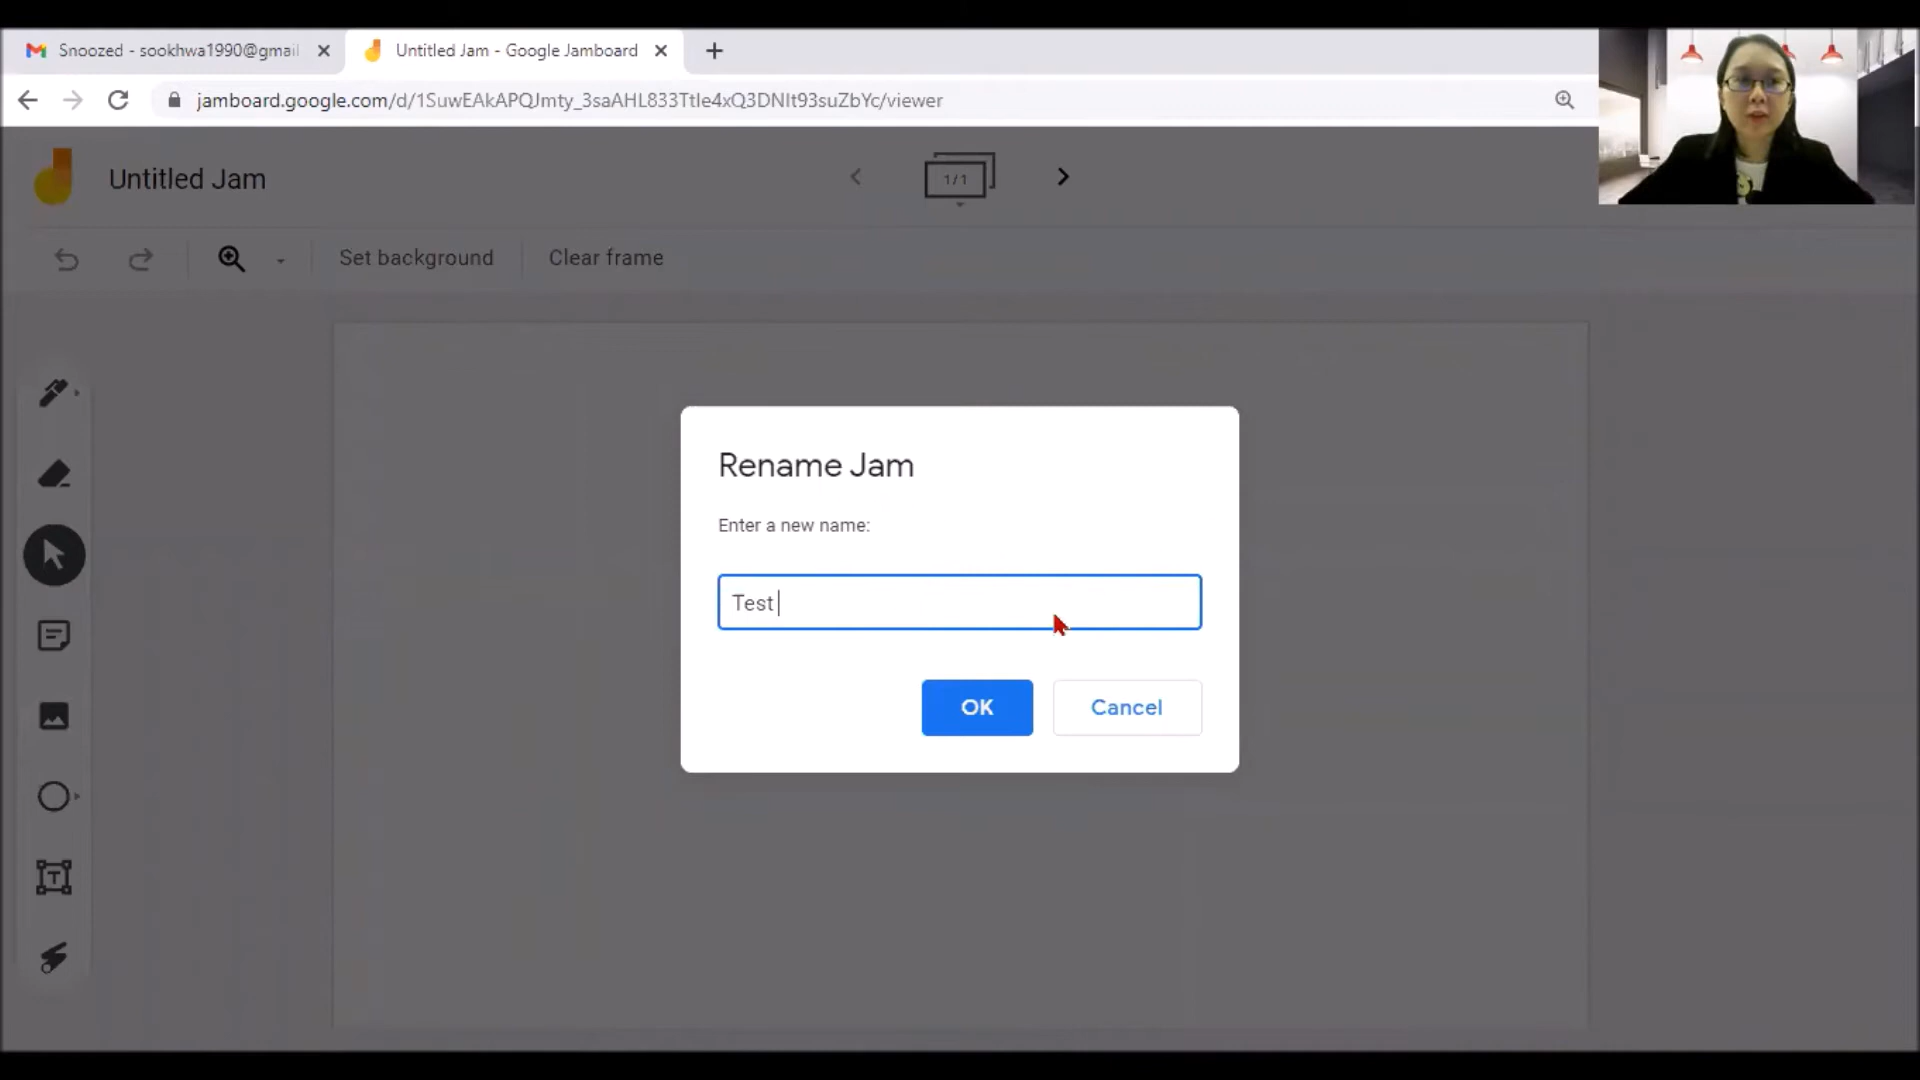 Snoozed - sookhwa1990@gmail
Untitled Jam - Google Jamboard
jamboard.google.com/d/1SuwEAkAPQJmty_3saAHL833Ttle4xQ3DNIt93suZbYc/viewer
Untitled Jam
1/1
Set background
Clear frame
Rename Jam
Enter a new name:
Test
OK
Cancel
T